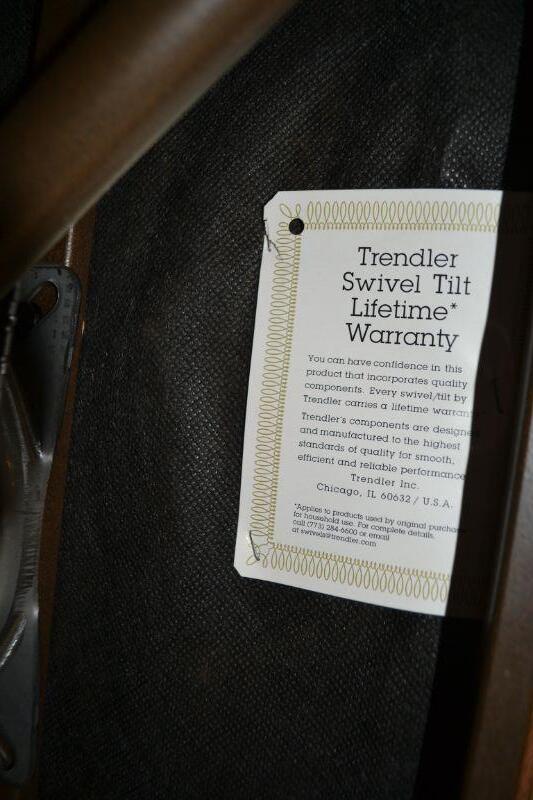 Trendler
Swivel Tilt
Lifetime*
Warranty
You can have confidence in this
product that incorporates quality
components. Every swivel/tilt by
Trendler carries a lifetime warranty
Trendler's components are designe
and manufactured to the highest
standards of quality for smooth,
efficient and reliable performance
Trendler Inc.
Chicago, IL 60632 / U.S.A.
*Applies to products used by original purchas
for household use. For complete details,
call (773) 284-6600 or email
at swivels@trendler.com